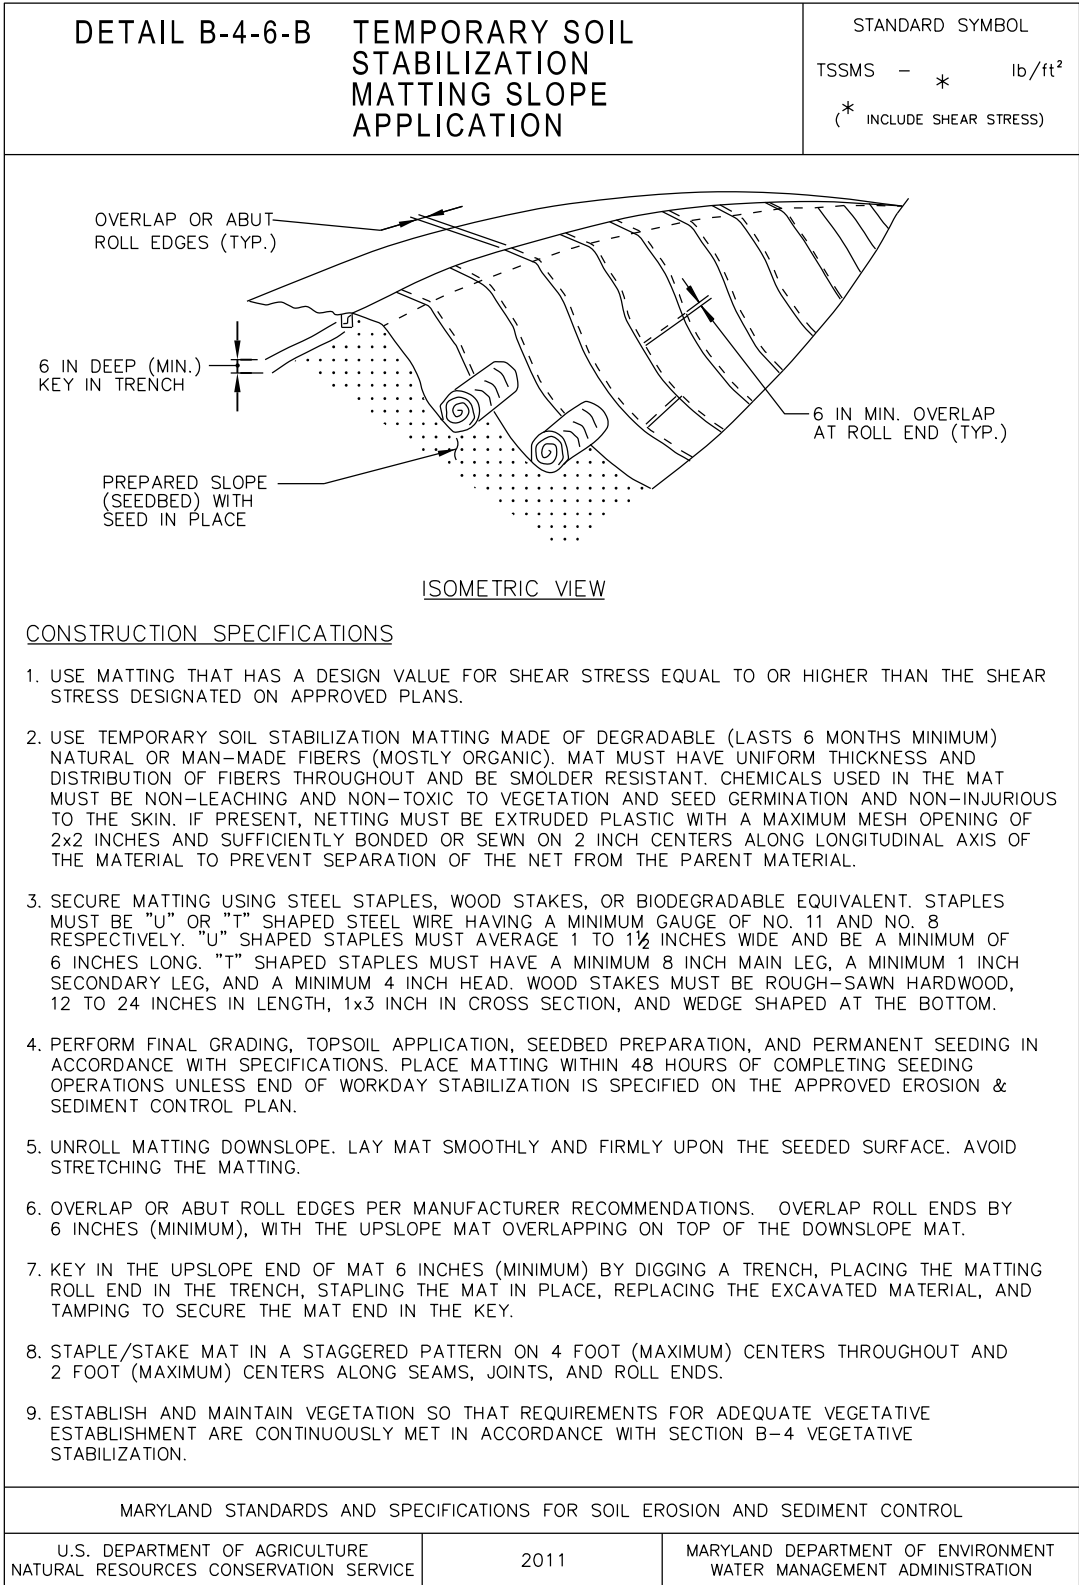 DETAIL B-4-6-B TEMPORARY SOIL
STABILIZATION
MATTING SLOPE
APPLICATION
STANDARD SYMBOL
TSSMS - * lb/ft²
(* INCLUDE SHEAR STRESS)
OVERLAP OR ABUT
ROLL EDGES (TYP.)
6 IN DEEP (MIN.)
KEY IN TRENCH
6 IN MIN. OVERLAP
AT ROLL END (TYP.)
PREPARED SLOPE
(SEEDBED) WITH
SEED IN PLACE
ISOMETRIC VIEW
CONSTRUCTION SPECIFICATIONS
1. USE MATTING THAT HAS A DESIGN VALUE FOR SHEAR STRESS EQUAL TO OR HIGHER THAN THE SHEAR
STRESS DESIGNATED ON APPROVED PLANS.
2. USE TEMPORARY SOIL STABILIZATION MATTING MADE OF DEGRADABLE (LASTS 6 MONTHS MINIMUM)
NATURAL OR MAN-MADE FIBERS (MOSTLY ORGANIC). MAT MUST HAVE UNIFORM THICKNESS AND
DISTRIBUTION OF FIBERS THROUGHOUT AND BE SMOLDER RESISTANT. CHEMICALS USED IN THE MAT
MUST BE NON-LEACHING AND NON-TOXIC TO VEGETATION AND SEED GERMINATION AND NON-INJURIOUS
TO THE SKIN. IF PRESENT, NETTING MUST BE EXTRUDED PLASTIC WITH A MAXIMUM MESH OPENING OF
2x2 INCHES AND SUFFICIENTLY BONDED OR SEWN ON 2 INCH CENTERS ALONG LONGITUDINAL AXIS OF
THE MATERIAL TO PREVENT SEPARATION OF THE NET FROM THE PARENT MATERIAL.
3. SECURE MATTING USING STEEL STAPLES, WOOD STAKES, OR BIODEGRADABLE EQUIVALENT. STAPLES
MUST BE "U" OR "T" SHAPED STEEL WIRE HAVING A MINIMUM GAUGE OF NO. 11 AND NO. 8
RESPECTIVELY. "U" SHAPED STAPLES MUST AVERAGE 1 TO 1½ INCHES WIDE AND BE A MINIMUM OF
6 INCHES LONG. "T" SHAPED STAPLES MUST HAVE A MINIMUM 8 INCH MAIN LEG, A MINIMUM 1 INCH
SECONDARY LEG, AND A MINIMUM 4 INCH HEAD. WOOD STAKES MUST BE ROUGH-SAWN HARDWOOD,
12 TO 24 INCHES IN LENGTH, 1x3 INCH IN CROSS SECTION, AND WEDGE SHAPED AT THE BOTTOM.
4. PERFORM FINAL GRADING, TOPSOIL APPLICATION, SEEDBED PREPARATION, AND PERMANENT SEEDING IN
ACCORDANCE WITH SPECIFICATIONS. PLACE MATTING WITHIN 48 HOURS OF COMPLETING SEEDING
OPERATIONS UNLESS END OF WORKDAY STABILIZATION IS SPECIFIED ON THE APPROVED EROSION &
SEDIMENT CONTROL PLAN.
5. UNROLL MATTING DOWNSLOPE. LAY MAT SMOOTHLY AND FIRMLY UPON THE SEEDED SURFACE. AVOID
STRETCHING THE MATTING.
6. OVERLAP OR ABUT ROLL EDGES PER MANUFACTURER RECOMMENDATIONS. OVERLAP ROLL ENDS BY
6 INCHES (MINIMUM), WITH THE UPSLOPE MAT OVERLAPPING ON TOP OF THE DOWNSLOPE MAT.
7. KEY IN THE UPSLOPE END OF MAT 6 INCHES (MINIMUM) BY DIGGING A TRENCH, PLACING THE MATTING
ROLL END IN THE TRENCH, STAPLING THE MAT IN PLACE, REPLACING THE EXCAVATED MATERIAL, AND
TAMPING TO SECURE THE MAT END IN THE KEY.
8. STAPLE/STAKE MAT IN A STAGGERED PATTERN ON 4 FOOT (MAXIMUM) CENTERS THROUGHOUT AND
2 FOOT (MAXIMUM) CENTERS ALONG SEAMS, JOINTS, AND ROLL ENDS.
9. ESTABLISH AND MAINTAIN VEGETATION SO THAT REQUIREMENTS FOR ADEQUATE VEGETATIVE
ESTABLISHMENT ARE CONTINUOUSLY MET IN ACCORDANCE WITH SECTION B-4 VEGETATIVE
STABILIZATION.
MARYLAND STANDARDS AND SPECIFICATIONS FOR SOIL EROSION AND SEDIMENT CONTROL
U.S. DEPARTMENT OF AGRICULTURE
NATURAL RESOURCES CONSERVATION SERVICE
2011
MARYLAND DEPARTMENT OF ENVIRONMENT
WATER MANAGEMENT ADMINISTRATION